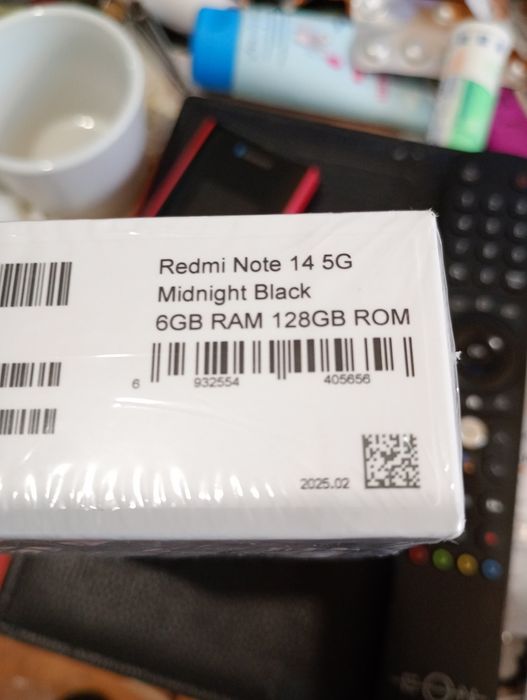 Redmi Note 14 5G
Midnight Black
6GB RAM 128GB ROM
6 932554 405656
2025.02